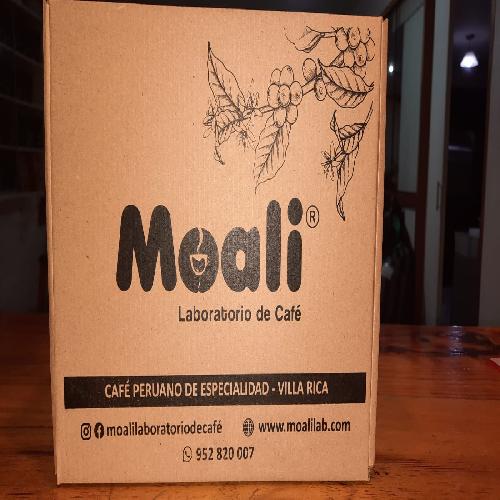 Moali®
Laboratorio de Café
CAFÉ PERUANO DE ESPECIALIDAD - VILLA RICA
moalilaboratoriodecafé www.moalilab.com
952 820 007